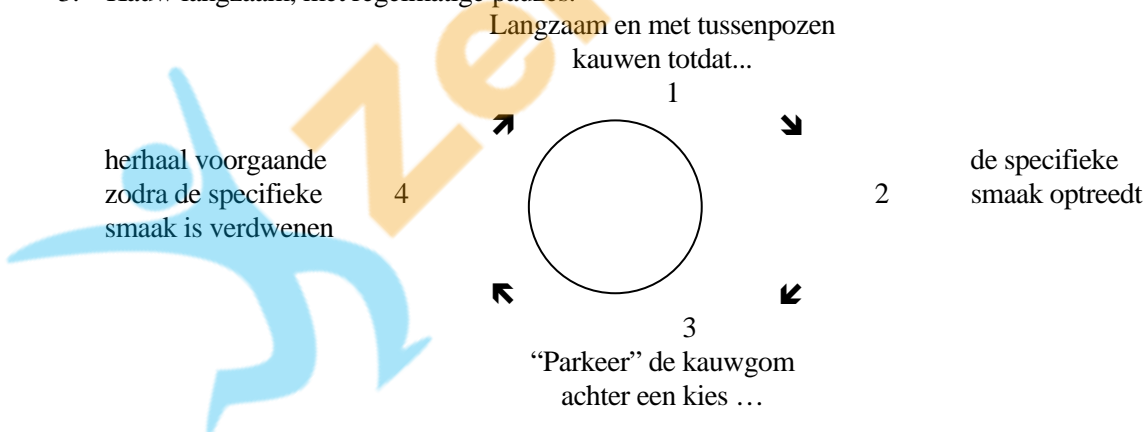 Langzaam en met tussenpozen
kauwen totdat...
1
de specifieke
2 smaak optreedt
3
“Parkeer” de kauwgom
achter een kies …
herhaal voorgaande
zodra de specifieke 4
smaak is verdwenen